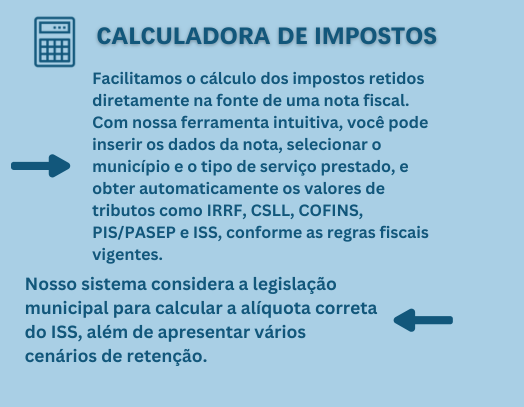 CALCULADORA DE IMPOSTOS
Facilitamos o cálculo dos impostos retidos
diretamente na fonte de uma nota fiscal.
Com nossa ferramenta intuitiva, você pode
inserir os dados da nota, selecionar o
município e o tipo de serviço prestado, e
obter automaticamente os valores de
tributos como IRRF, CSLL, COFINS,
PIS/PASEP e ISS, conforme as regras fiscais
vigentes.
Nosso sistema considera a legislação
municipal para calcular a alíquota correta
do ISS, além de apresentar vários
cenários de retenção.